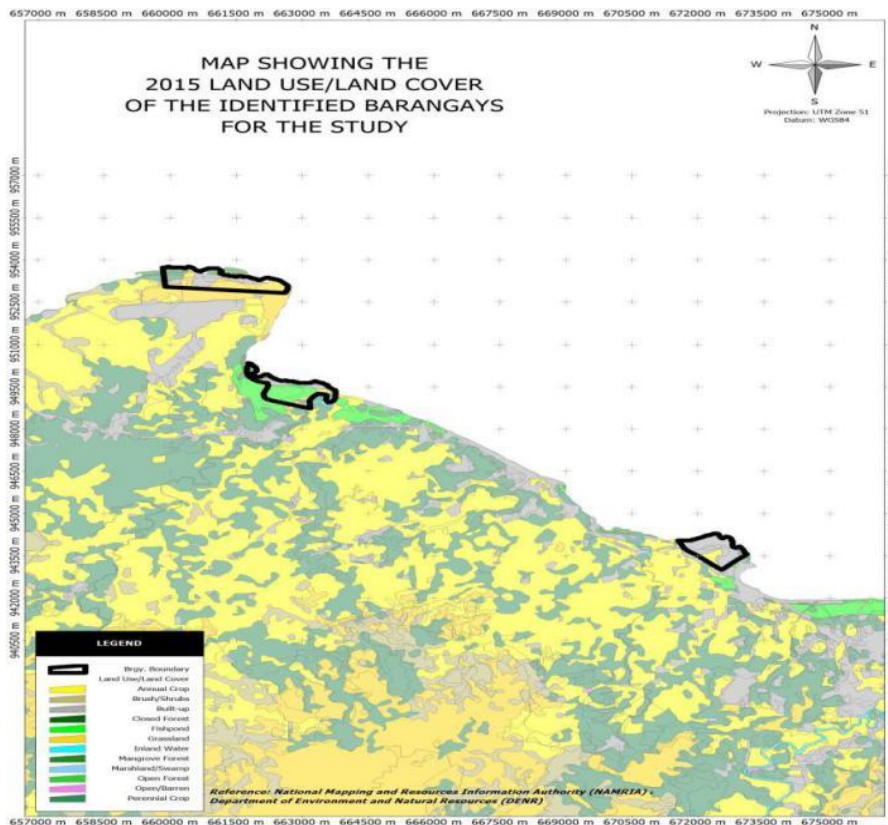 657000 m 658500 m 660000 m 661500 m 663000 m 664500 m 666000 m 667500 m 669000 m 670500 m 672000 m 673500 m 675000 m
MAP SHOWING THE
2015 LAND USE/LAND COVER
OF THE IDENTIFIED BARANGAYS
FOR THE STUDY
N
W E
S
Projection: UTM Zone 51
Datum: WGS84
957000 m
955500 m
954000 m
952500 m
951000 m
949500 m
948000 m
946500 m
945000 m
943500 m
942000 m
940500 m
LEGEND
Brgy. Boundary
Land Use/Land Cover
Annual Crop
Brush/Shrubs
Built-up
Closed Forest
Fishpond
Grassland
Inland Water
Mangrove Forest
Marshland/Swamp
Open Forest
Open/Barren
Perennial Crop
Reference: National Mapping and Resources Information Authority (NAMRIA) ,
Department of Environment and Natural Resources (DENR)
657000 m 658500 m 660000 m 661500 m 663000 m 664500 m 666000 m 667500 m 669000 m 670500 m 672000 m 673500 m 675000 m